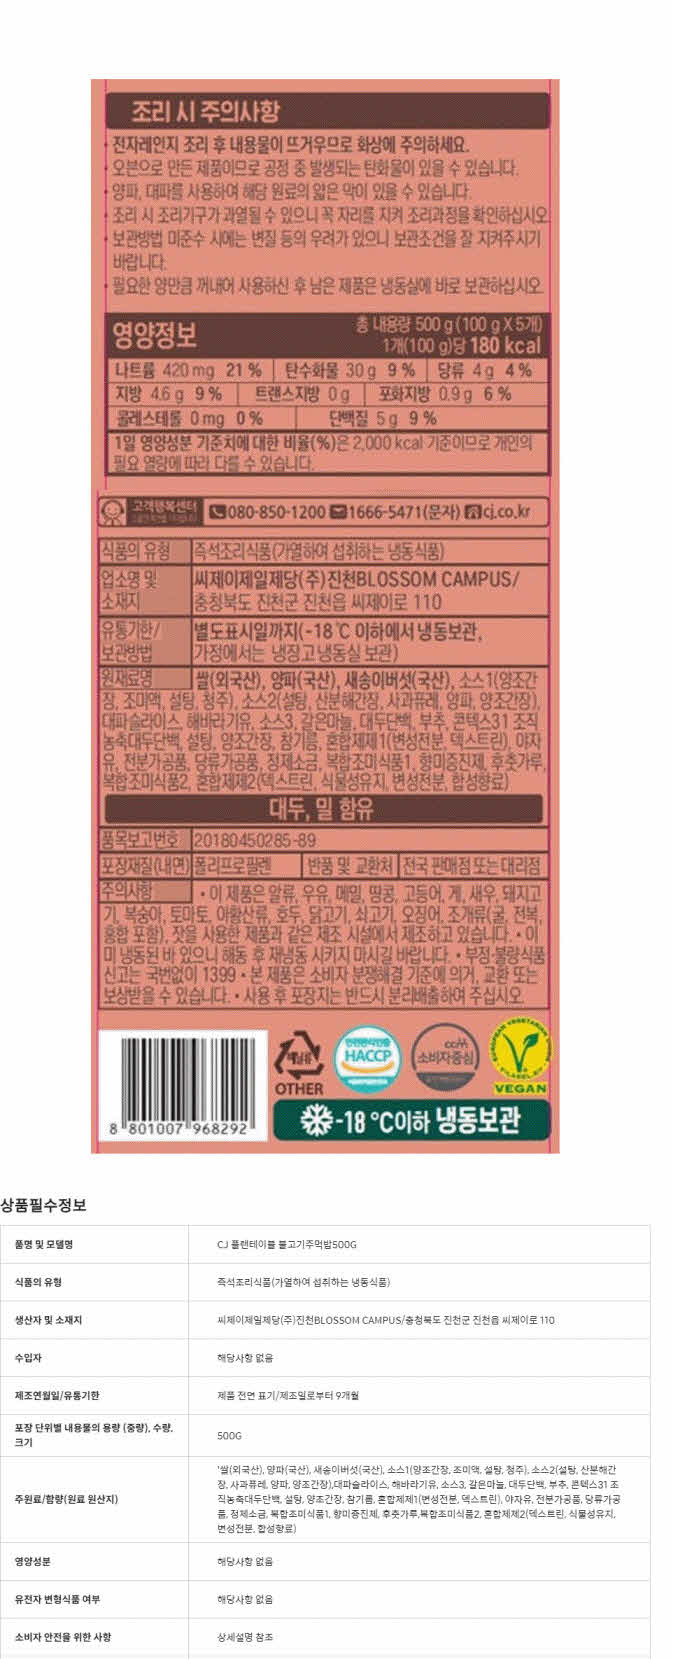 조리 시 주의사항
• 전자레인지 조리 후 내용물이 뜨거우므로 화상에 주의하세요.
• 오븐으로 만든 제품이므로 공정 중 발생되는 탄화물이 있을 수 있습니다.
• 양파, 대파를 사용하여 해당 원료의 얇은 막이 있을 수 있습니다.
• 조리 시 조리기구가 과열될 수 있으니 꼭 자리를 지켜 조리과정을 확인하십시오.
• 보관방법 미준수 시에는 변질 등의 우려가 있으니 보관조건을 잘 지켜주시기
바랍니다.
• 필요한 양만큼 꺼내어 사용하신 후 남은 제품은 냉동실에 바로 보관하십시오.
영양정보
총 내용량 500 g (100 g X 5개)
1개(100 g)당 180 kcal
나트륨 420 mg 21 % 탄수화물 30 g 9 % 당류 4 g 4 %
지방 4.6 g 9 % 트랜스지방 0 g 포화지방 0.9 g 6 %
콜레스테롤 0 mg 0 % 단백질 5 g 9 %
1일 영양성분 기준치에 대한 비율(%)은 2,000 kcal 기준이므로 개인의
필요 열량에 따라 다를 수 있습니다.
고객행복센터 080-850-1200 1666-5471(문자) cj.co.kr
식품의 유형 즉석조리식품(가열하여 섭취하는 냉동식품)
업소명 및 씨제이제일제당(주)진천BLOSSOM CAMPUS/
소재지 충청북도 진천군 진천읍 씨제이로 110
유통기한/ 별도표시일까지(-18 ℃ 이하에서 냉동보관,
보관방법 가정에서는 냉장고 냉동실 보관)
원재료명 쌀(외국산), 양파(국산), 새송이버섯(국산), 소스1(양조간
장, 조미액, 설탕, 청주), 소스2(설탕, 산분해간장, 사과퓨레, 양파, 양조간장),
대파슬라이스, 해바라기유, 소스3, 갈은마늘, 대두단백, 부추, 콘텍스31 조직
농축대두단백, 설탕, 양조간장, 참기름, 혼합제제1(변성전분, 덱스트린), 야자
유, 전분가공품, 당류가공품, 정제소금, 복합조미식품1, 향미증진제, 후춧가루,
복합조미식품2, 혼합제제2(덱스트린, 식물성유지, 변성전분, 합성향료)
대두, 밀 함유
품목보고번호 20180450285-89
포장재질(내면) 폴리프로필렌 반품 및 교환처 전국 판매점 또는 대리점
주의사항 • 이 제품은 알류, 우유, 메밀, 땅콩, 고등어, 게, 새우, 돼지고
기, 복숭아, 토마토, 아황산류, 호두, 닭고기, 쇠고기, 오징어, 조개류(굴, 전복,
홍합 포함), 잣을 사용한 제품과 같은 제조 시설에서 제조하고 있습니다. • 이
미 냉동된 바 있으니 해동 후 재냉동 시키지 마시길 바랍니다. • 부정·불량식품
신고는 국번없이 1399 • 본 제품은 소비자 분쟁해결 기준에 의거, 교환 또는
보상받을 수 있습니다. • 사용 후 포장지는 반드시 분리배출하여 주십시오.
8 801007 968292
OTHER
HACCP
ccm
소비자중심
VEGAN
-18 ℃이하 냉동보관
상품필수정보
품명 및 모델명 CJ 플랜테이블 불고기주먹밥500G
식품의 유형 즉석조리식품(가열하여 섭취하는 냉동식품)
생산자 및 소재지 씨제이제일제당(주)진천BLOSSOM CAMPUS/충청북도 진천군 진천읍 씨제이로 110
수입자 해당사항 없음
제조연월일/유통기한 제품 전면 표기/제조일로부터 9개월
포장 단위별 내용물의 용량 (중량), 수량,
크기 500G
주원료/함량(원료 원산지) '쌀(외국산), 양파(국산), 새송이버섯(국산), 소스1(양조간장, 조미액, 설탕, 청주), 소스2(설탕, 산분해간
장, 사과퓨레, 양파, 양조간장),대파슬라이스, 해바라기유, 소스3, 갈은마늘, 대두단백, 부추, 콘텍스31 조
직농축대두단백, 설탕, 양조간장, 참기름, 혼합제제1(변성전분, 덱스트린), 야자유, 전분가공품, 당류가공
품, 정제소금, 복합조미식품1, 향미증진제, 후춧가루,복합조미식품2, 혼합제제2(덱스트린, 식물성유지,
변성전분, 합성향료)
영양성분 해당사항 없음
유전자 변형식품 여부 해당사항 없음
소비자 안전을 위한 사항 상세설명 참조